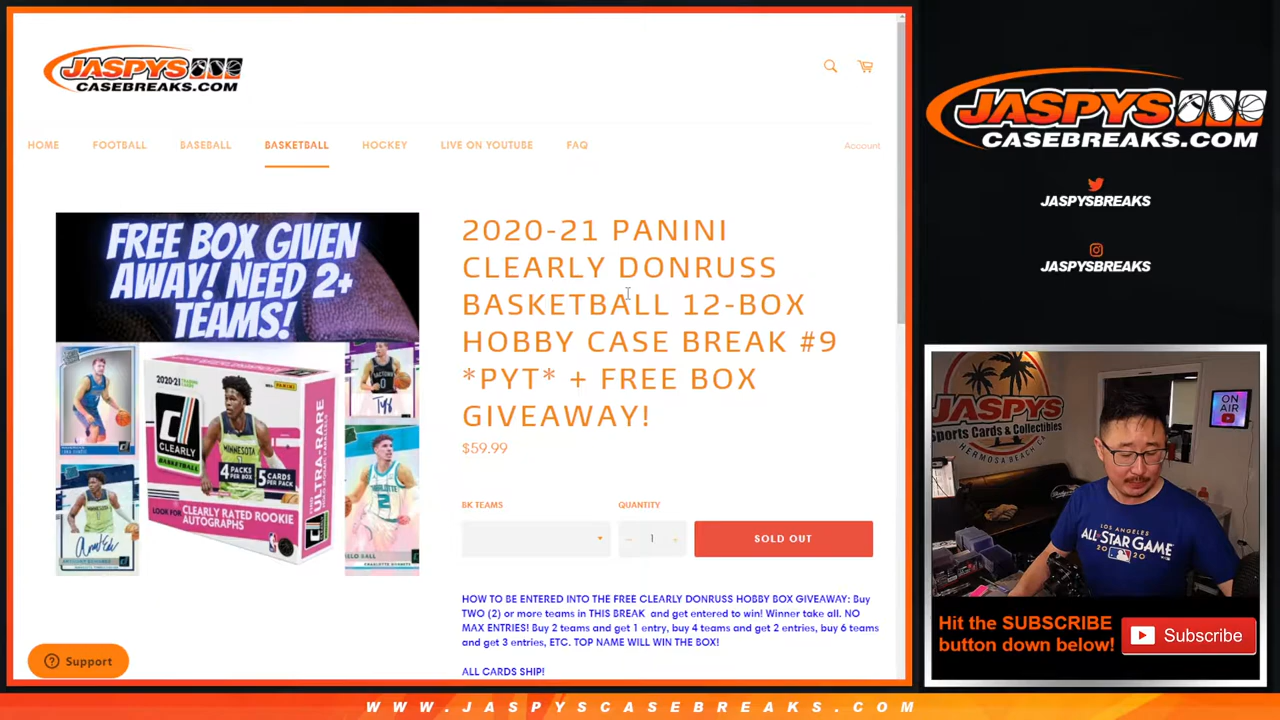 JASPYS
CASEBREAKS.COM
HOME FOOTBALL BASEBALL BASKETBALL HOCKEY LIVE ON YOUTUBE FAQ Account
FREE BOX GIVEN
AWAY! NEED 2+
TEAMS!
2020-21
PANINI
CLEARLY
BASKETBALL
MINNESOTA
4 PACKS
PER BOX
5 CARDS
PER PACK
ULTRA-RARE
LOOK FOR CLEARLY RATED ROOKIE
AUTOGRAPHS
2020-21 PANINI
CLEARLY DONRUSS
BASKETBALL 12-BOX
HOBBY CASE BREAK #9
*PYT* + FREE BOX
GIVEAWAY!
$59.99
BK TEAMS QUANTITY
− 1 + SOLD OUT
HOW TO BE ENTERED INTO THE FREE CLEARLY DONRUSS HOBBY BOX GIVEAWAY: Buy
TWO (2) or more teams in THIS BREAK and get entered to win! Winner take all. NO
MAX ENTRIES! Buy 2 teams and get 1 entry, buy 4 teams and get 2 entries, buy 6 teams
and get 3 entries, ETC. TOP NAME WILL WIN THE BOX!
ALL CARDS SHIP!
Support
JASPYS
CASEBREAKS.COM
JASPYSBREAKS
JASPYSBREAKS
JASPYS
Sports Cards & Collectibles
HERMOSA BEACH
ON
AIR
LOS ANGELES
ALL-STAR GAME
2020
Hit the SUBSCRIBE
button down below!
Subscribe
WWW.JASPYSCASEBREAKS.COM